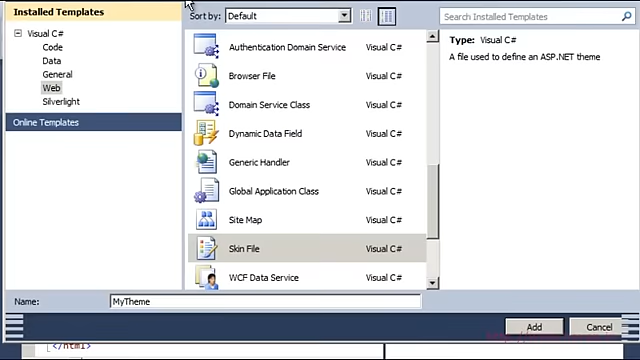 Installed Templates
Sort by: Default
Search Installed Templates
Visual C#
Code
Data
General
Web
Silverlight
Online Templates
Authentication Domain Service Visual C#
Browser File Visual C#
Domain Service Class Visual C#
Dynamic Data Field Visual C#
Generic Handler Visual C#
Global Application Class Visual C#
Site Map Visual C#
Skin File Visual C#
WCF Data Service Visual C#
Type: Visual C#
A file used to define an ASP.NET theme
Name: MyTheme
Add
Cancel
</html>